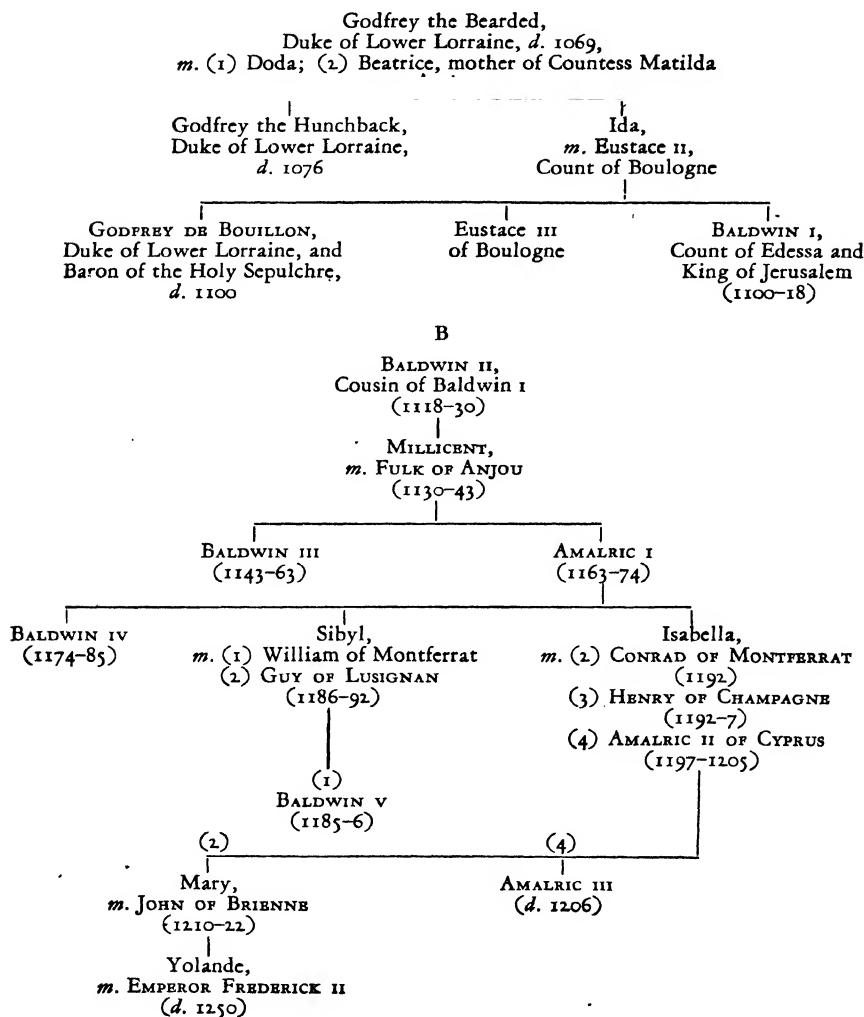 Godfrey the Bearded,
Duke of Lower Lorraine, d. 1069,
m. (1) Doda; (2) Beatrice, mother of Countess Matilda
Godfrey the Hunchback,
Duke of Lower Lorraine,
d. 1076
Ida,
m. Eustace II,
Count of Boulogne
GODFREY DE BOUILLON,
Duke of Lower Lorraine, and
Baron of the Holy Sepulchre,
d. 1100
Eustace III
of Boulogne
BALDWIN I,
Count of Edessa and
King of Jerusalem
(1100–18)
B
BALDWIN II,
Cousin of Baldwin I
(1118–30)
MILLICENT,
m. FULK OF ANJOU
(1130–43)
BALDWIN III
(1143–63)
AMALRIC I
(1163–74)
BALDWIN IV
(1174–85)
Sibyl,
m. (1) William of Montferrat
(2) GUY OF LUSIGNAN
(1186–92)
Isabella,
m. (2) CONRAD OF MONTFERRAT
(1192)
(3) HENRY OF CHAMPAGNE
(1192–7)
(4) AMALRIC II OF CYPRUS
(1197–1205)
(1)
BALDWIN V
(1185–6)
(2)
Mary,
m. JOHN OF BRIENNE
(1210–22)
(4)
AMALRIC III
(d. 1206)
Yolande,
m. EMPEROR FREDERICK II
(d. 1250)